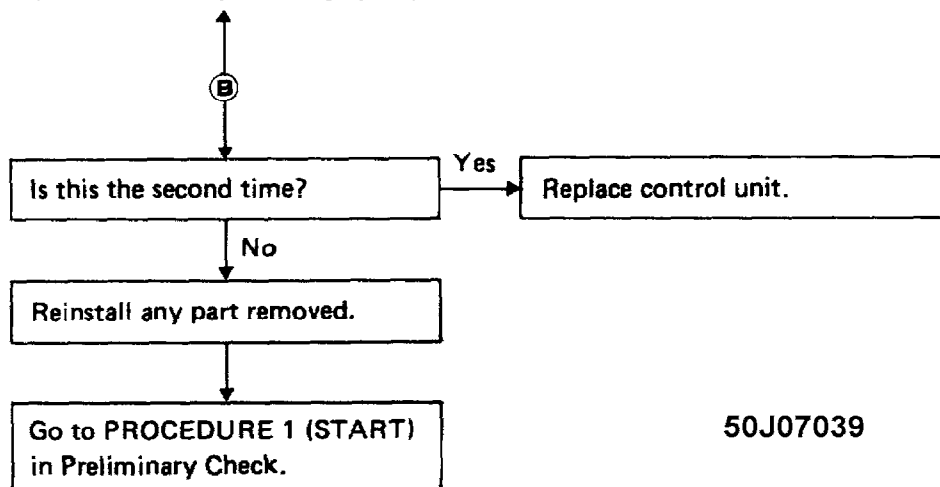 B
Is this the second time?
Yes
Replace control unit.
No
Reinstall any part removed.
Go to PROCEDURE 1 (START)
in Preliminary Check.
50J07039